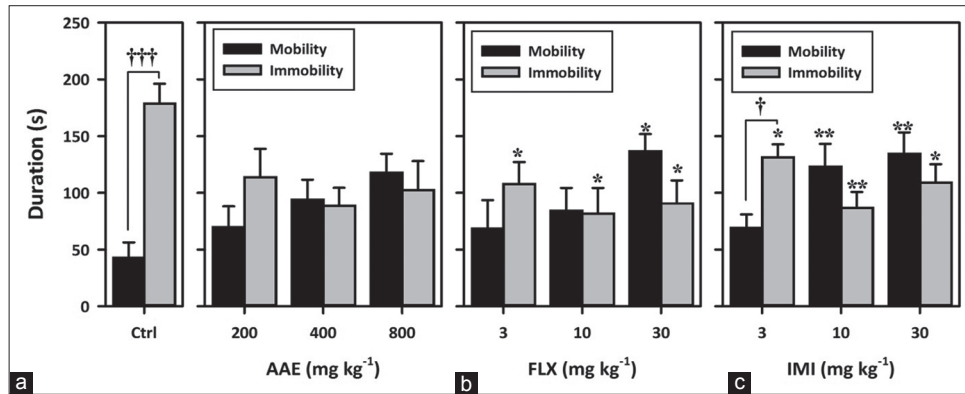 Duration (s)
250
200
150
100
50
0
†††
Ctrl
a
Mobility
Immobility
200 400 800
AAE (mg kg-1)
Mobility
Immobility
* * * *
3 10 30
FLX (mg kg-1)
b
Mobility
Immobility
† * ** ** ** *
3 10 30
IMI (mg kg-1)
c